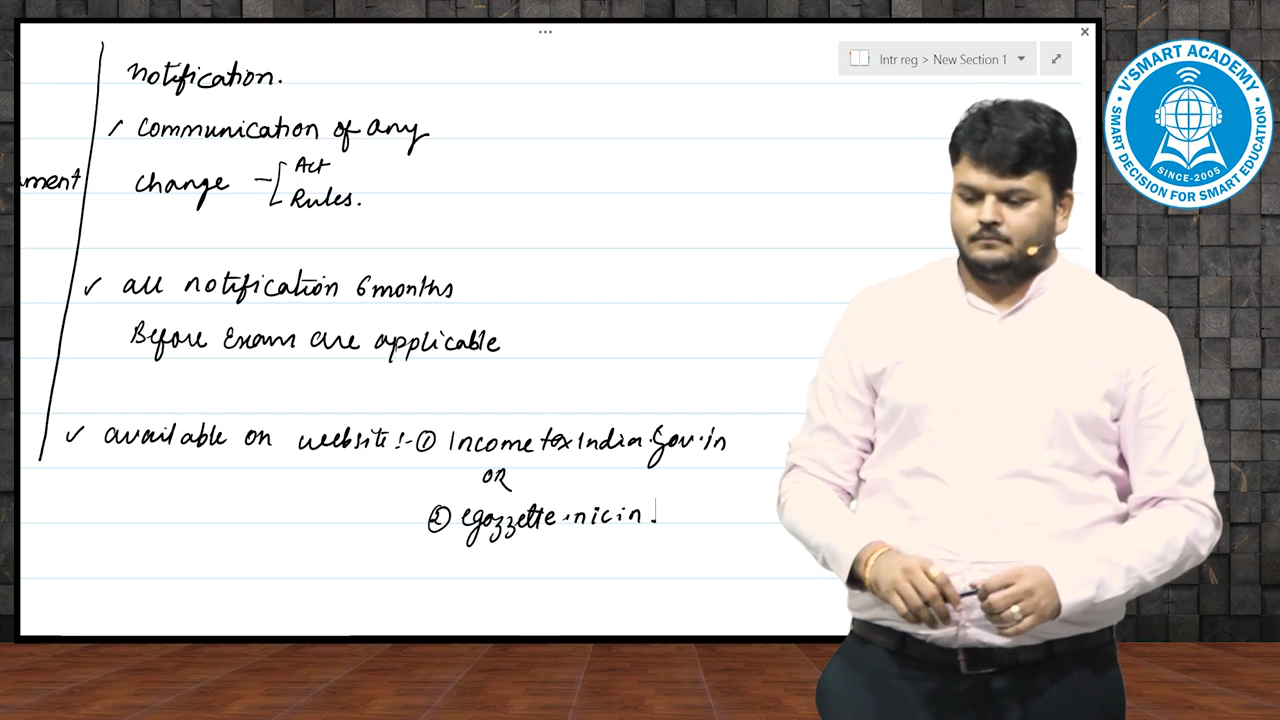 notification.
Intr reg > New Section 1
✓ Communication of any
change - [ Act
Rules.
ument
✓ all notification 6 months
Before Exam are applicable
✓ available on website :- ① Incometaxindia.gov.in
OR
② egazzette.nic.in
V'SMART ACADEMY
SINCE-2005
SMART DECISION FOR SMART EDUCATION